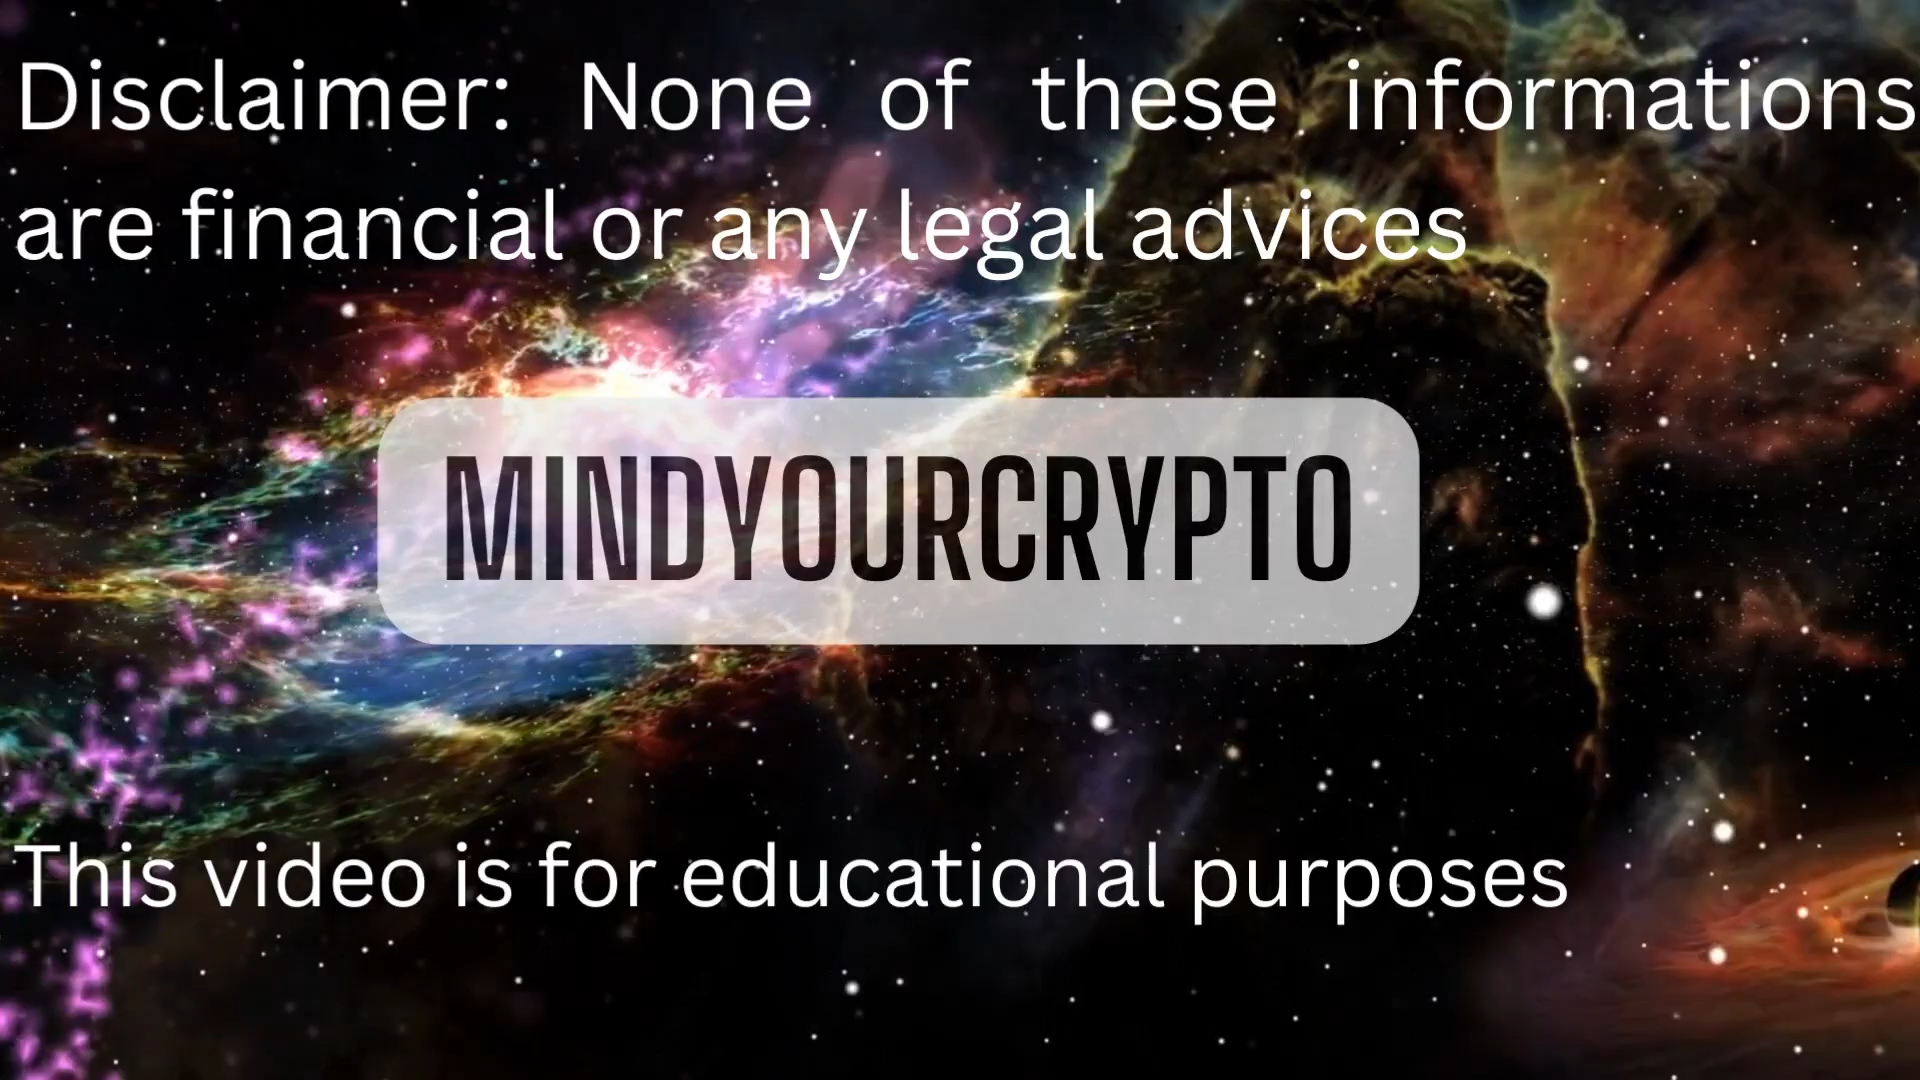 Disclaimer: None of these informations
are financial or any legal advices
MINDYOURCRYPTO
This video is for educational purposes